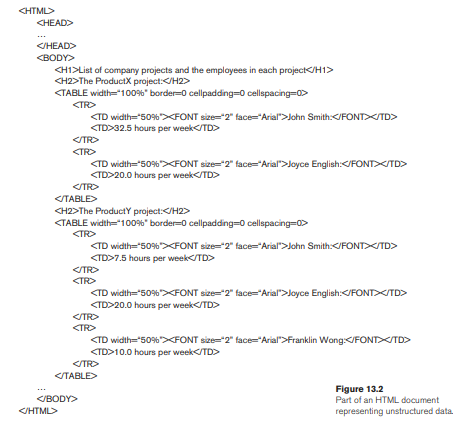 <HTML>
<HEAD>
...
</HEAD>
<BODY>
<H1>List of company projects and the employees in each project</H1>
<H2>The ProductX project:</H2>
<TABLE width="100%" border=0 cellpadding=0 cellspacing=0>
<TR>
<TD width="50%"><FONT size="2" face="Arial">John Smith:</FONT></TD>
<TD>32.5 hours per week</TD>
</TR>
<TR>
<TD width="50%"><FONT size="2" face="Arial">Joyce English:</FONT></TD>
<TD>20.0 hours per week</TD>
</TR>
</TABLE>
<H2>The ProductY project:</H2>
<TABLE width="100%" border=0 cellpadding=0 cellspacing=0>
<TR>
<TD width="50%"><FONT size="2" face="Arial">John Smith:</FONT></TD>
<TD>7.5 hours per week</TD>
</TR>
<TR>
<TD width="50%"><FONT size="2" face="Arial">Joyce English:</FONT></TD>
<TD>20.0 hours per week</TD>
</TR>
<TR>
<TD width="50%"><FONT size="2" face="Arial">Franklin Wong:</FONT></TD>
<TD>10.0 hours per week</TD>
</TR>
</TABLE>
...
</BODY>
</HTML>
Figure 13.2
Part of an HTML document
representing unstructured data.